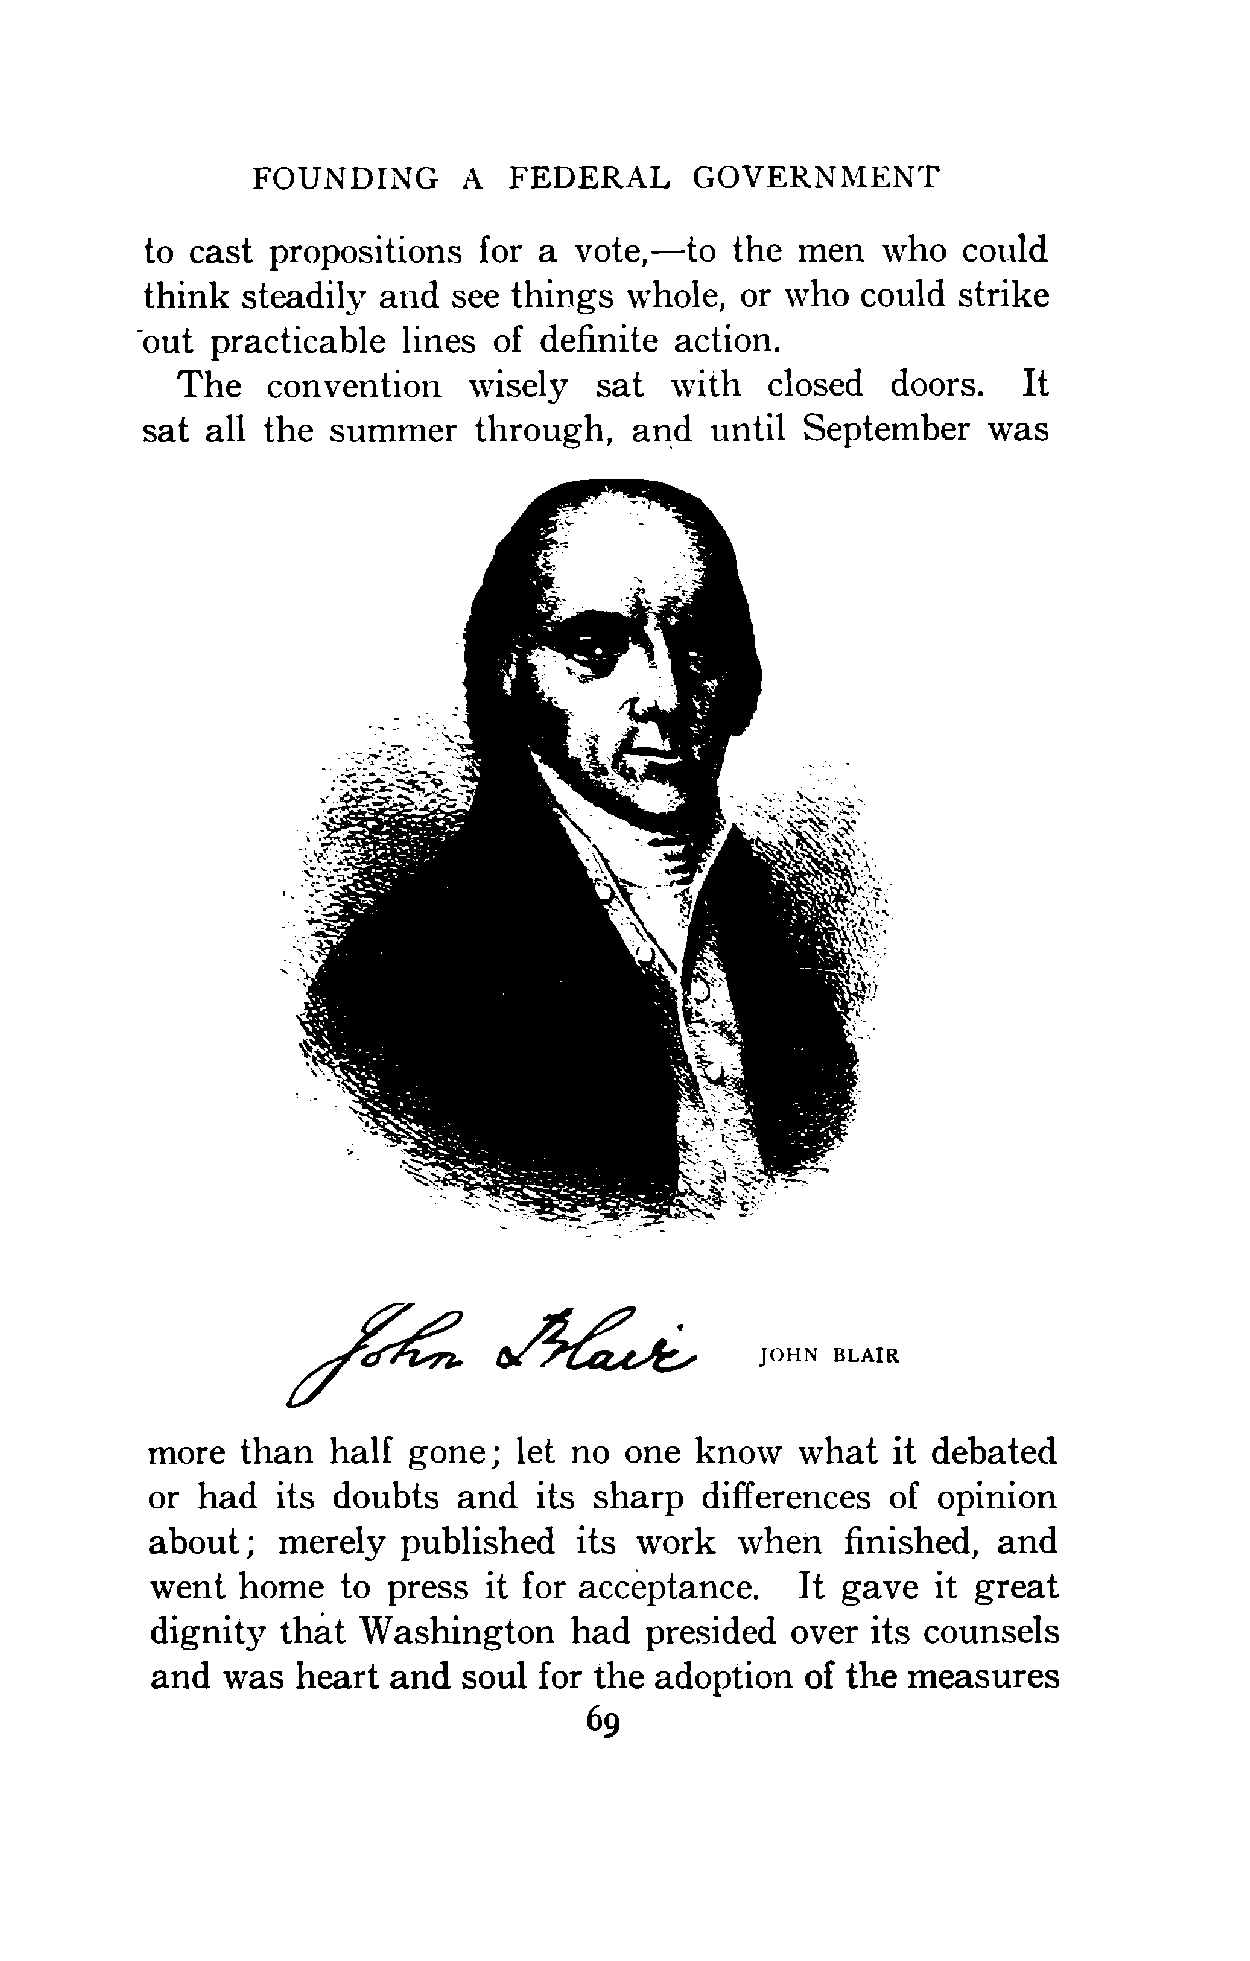 FOUNDING A FEDERAL GOVERNMENT
to cast propositions for a vote,—to the men who could
think steadily and see things whole, or who could strike
out practicable lines of definite action.
The convention wisely sat with closed doors. It
sat all the summer through, and until September was
John Blair
JOHN BLAIR
more than half gone; let no one know what it debated
or had its doubts and its sharp differences of opinion
about; merely published its work when finished, and
went home to press it for acceptance. It gave it great
dignity that Washington had presided over its counsels
and was heart and soul for the adoption of the measures
69